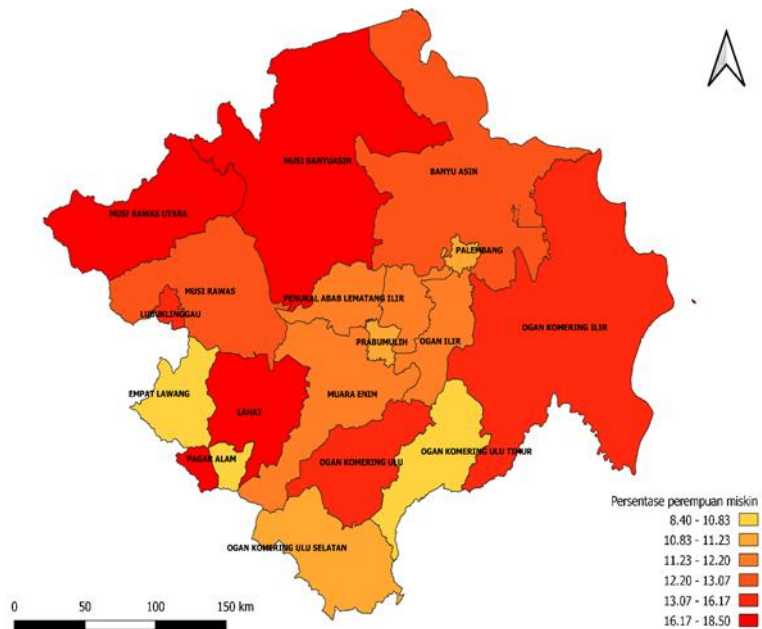 MUSI BANYUASIN
BANYU ASIN
MUSI RAWAS UTARA
PALEMBANG
MUSI RAWAS
PENUKAL ABAB LEMATANG ILIR
LUBUKLINGGAU
OGAN KOMERING ILIR
PRABUMULIH
OGAN ILIR
EMPAT LAWANG
MUARA ENIM
LAHAT
PAGAR ALAM
OGAN KOMERING ULU
OGAN KOMERING ULU TIMUR
OGAN KOMERING ULU SELATAN
Persentase perempuan miskin
8.40 - 10.83
10.83 - 11.23
11.23 - 12.20
12.20 - 13.07
13.07 - 16.17
16.17 - 18.50
0 50 100 150 km